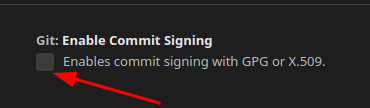 Git: Enable Commit Signing
Enables commit signing with GPG or X.509.